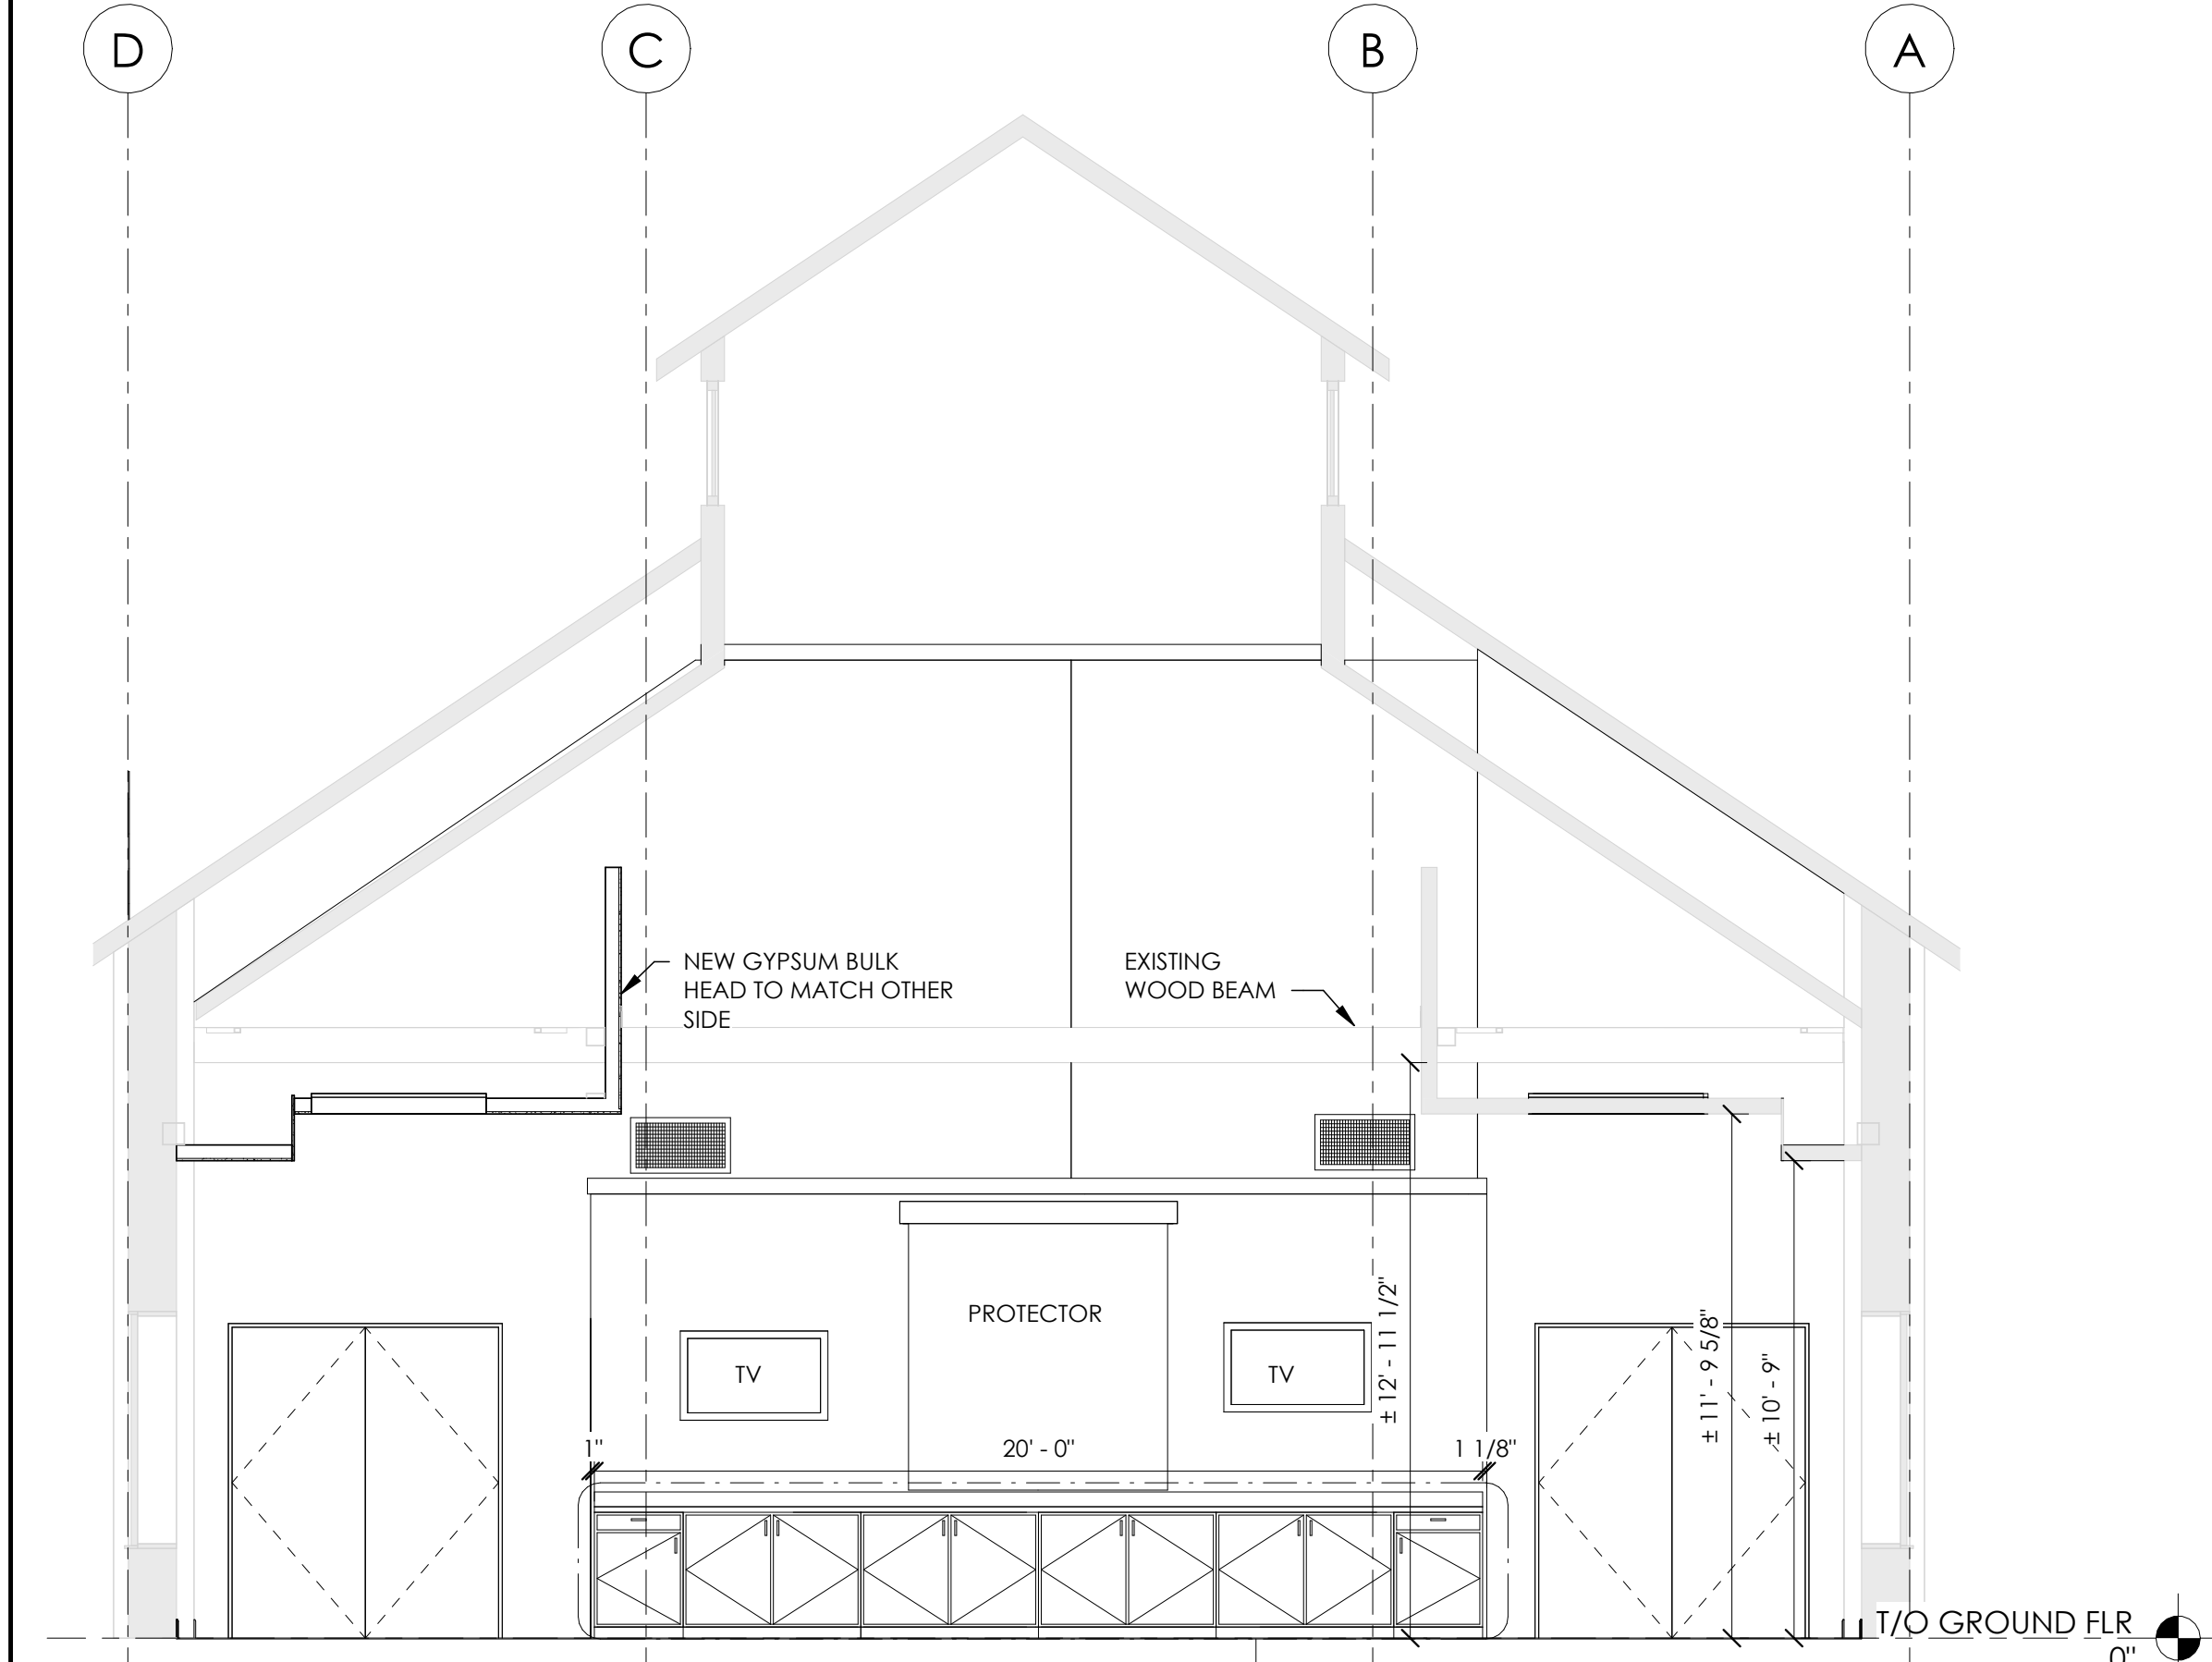 D
C
B
A
NEW GYPSUM BULK
HEAD TO MATCH OTHER
SIDE
EXISTING
WOOD BEAM
PROTECTOR
TV
TV
± 12' - 11 1/2"
± 11' - 9 5/8"
± 10' - 9"
1"
20' - 0"
1 1/8"
T/O GROUND FLR
0"